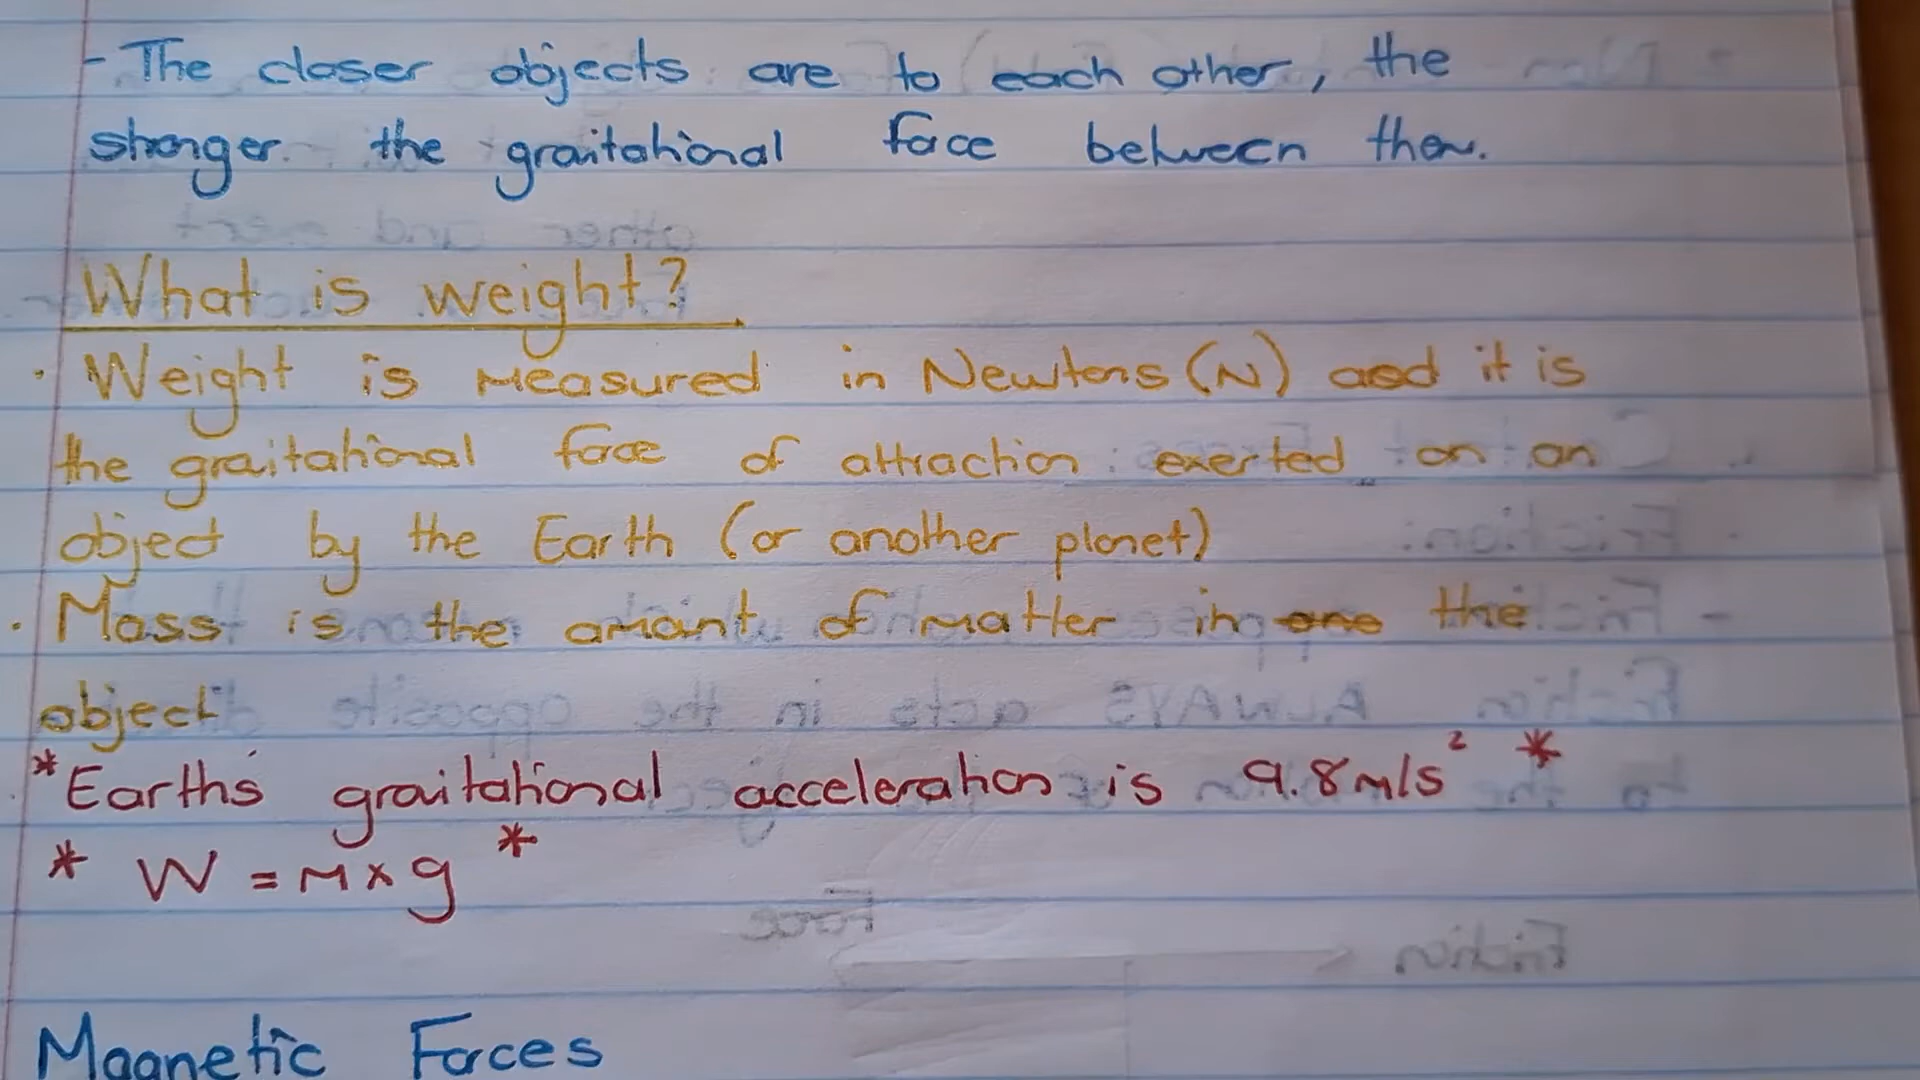 - The closer objects are to each other, the
stronger the gravitational force between them.
What is weight?
• Weight is measured in Newtons (N) and it is
the gravitational force of attraction exerted on an
object by the Earth (or another planet)
• Mass is the amount of matter in the
object
* Earth's gravitational acceleration is 9.8m/s² *
* W = M x g *
Magnetic Forces